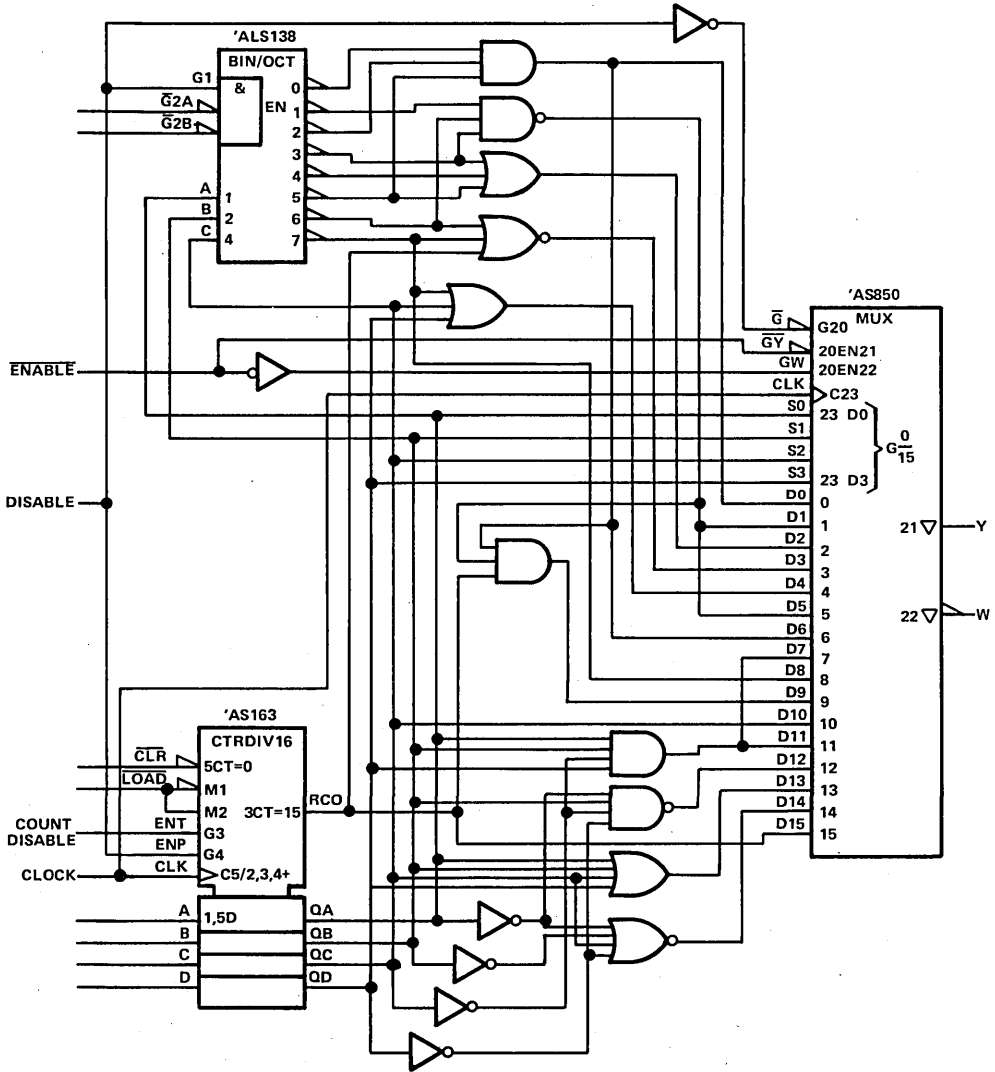 'ALS138
BIN/OCT
G1
&
EN
G̅2A
G̅2B
0
1
2
3
4
5
6
7
A
1
B
2
C
4
'AS850
MUX
G̅
G20
G̅Y̅
20EN21
GW
20EN22
CLK
C23
S0
23 D0
S1
S2
S3
23 D3
G 0/15
D0
0
D1
1
D2
2
D3
3
D4
4
D5
5
D6
6
D7
7
D8
8
D9
9
D10
10
D11
11
D12
12
D13
13
D14
14
D15
15
21 ▽
Y
22 ▽
W
E̅N̅A̅B̅L̅E̅
DISABLE
'AS163
CTRDIV16
C̅L̅R̅
5CT=0
L̅O̅A̅D̅
M1
M2
3CT=15
RCO
COUNT
DISABLE
ENT
G3
ENP
G4
CLOCK
CLK
C5/2,3,4+
A
1,5D
QA
B
QB
C
QC
D
QD